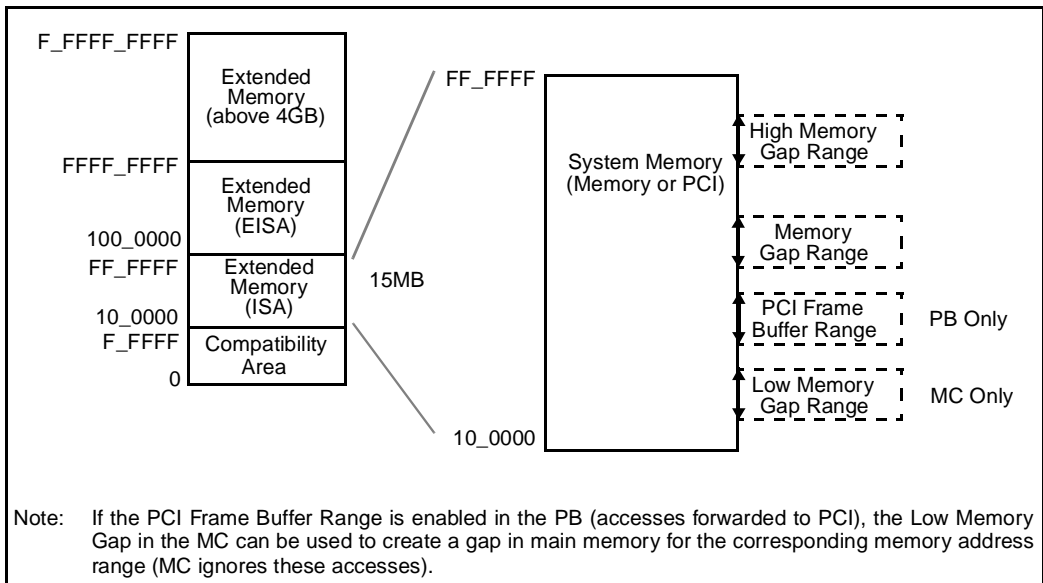 F_FFFF_FFFF
Extended
Memory
(above 4GB)
FFFF_FFFF
Extended
Memory
(EISA)
100_0000
FF_FFFF
Extended
Memory
(ISA)
10_0000
F_FFFF
Compatibility
Area
0
15MB
FF_FFFF
System Memory
(Memory or PCI)
10_0000
High Memory
Gap Range
Memory
Gap Range
PCI Frame
Buffer Range
PB Only
Low Memory
Gap Range
MC Only
Note: If the PCI Frame Buffer Range is enabled in the PB (accesses forwarded to PCI), the Low Memory
Gap in the MC can be used to create a gap in main memory for the corresponding memory address
range (MC ignores these accesses).